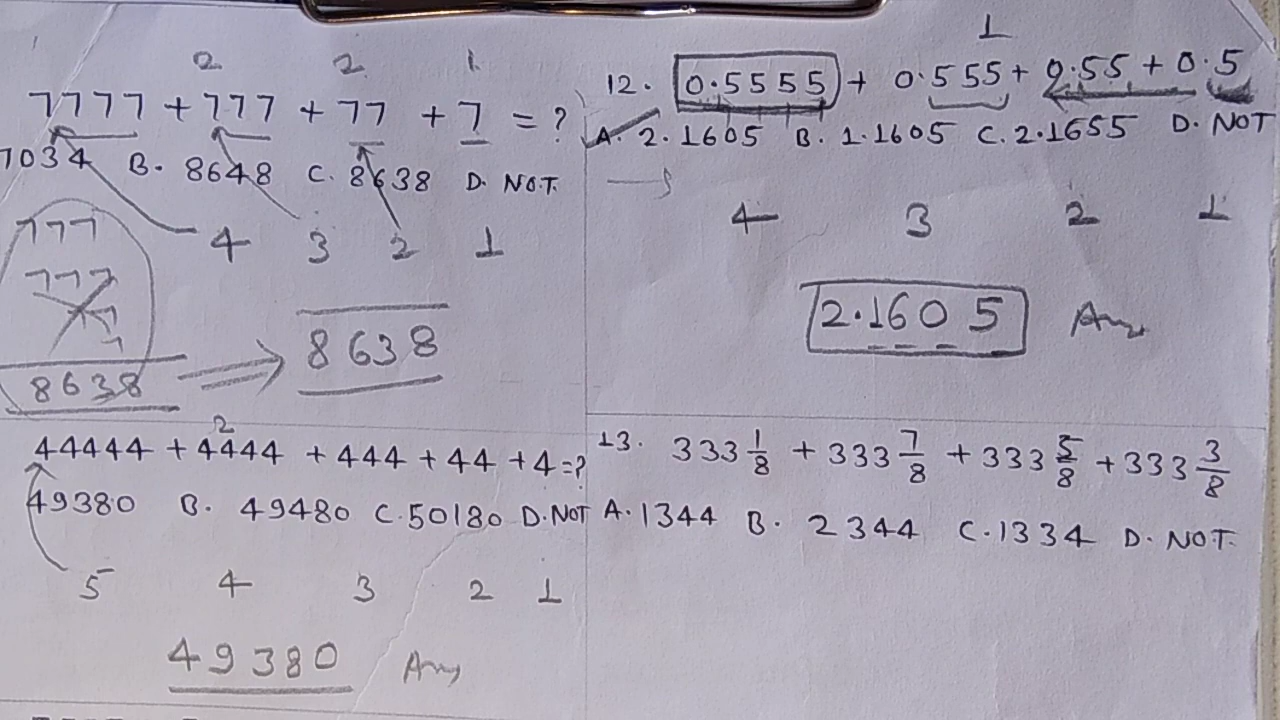 2 2 1
7777 + 777 + 77 + 7 = ?
7034 B. 8648 C. 8638 D. NOT.
4 3 2 1
777
777
8638
8638
1
12. 0.5555 + 0.555 + 0.55 + 0.5
A. 2.1605 B. 1.1605 C. 2.1655 D. NOT
4 3 2 1
2.1605 Ans
2
44444 + 4444 + 444 + 44 + 4 = ?
49380 B. 49480 C. 50180 D. NOT
5 4 3 2 1
49380 Ans
13. 333 1/8 + 333 7/8 + 333 5/8 + 333 3/8
A. 1344 B. 2344 C. 1334 D. NOT.